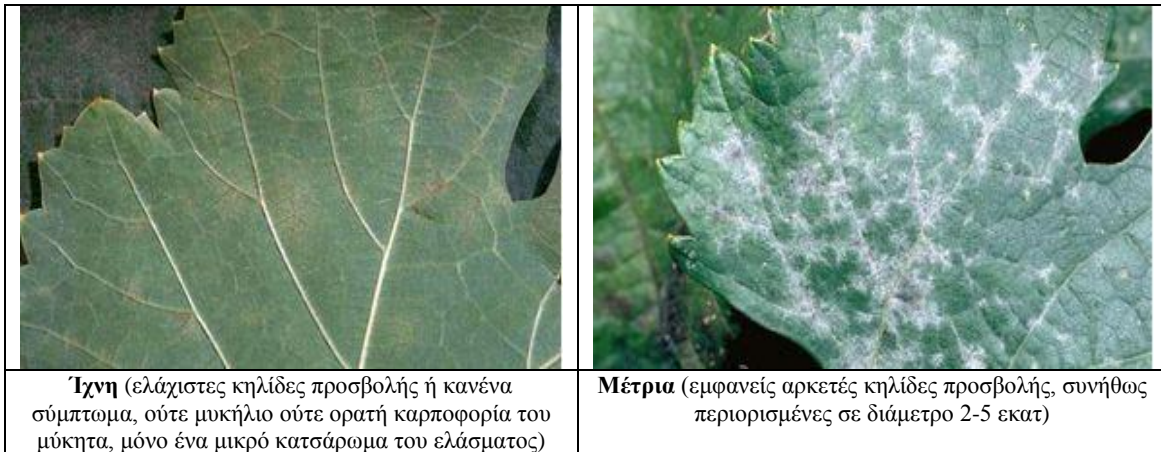 Ίχνη (ελάχιστες κηλίδες προσβολής ή κανένα
σύμπτωμα, ούτε μυκήλιο ούτε ορατή καρποφορία του
μύκητα, μόνο ένα μικρό κατσάρωμα του ελάσματος)
Μέτρια (εμφανείς αρκετές κηλίδες προσβολής, συνήθως
περιορισμένες σε διάμετρο 2-5 εκατ)